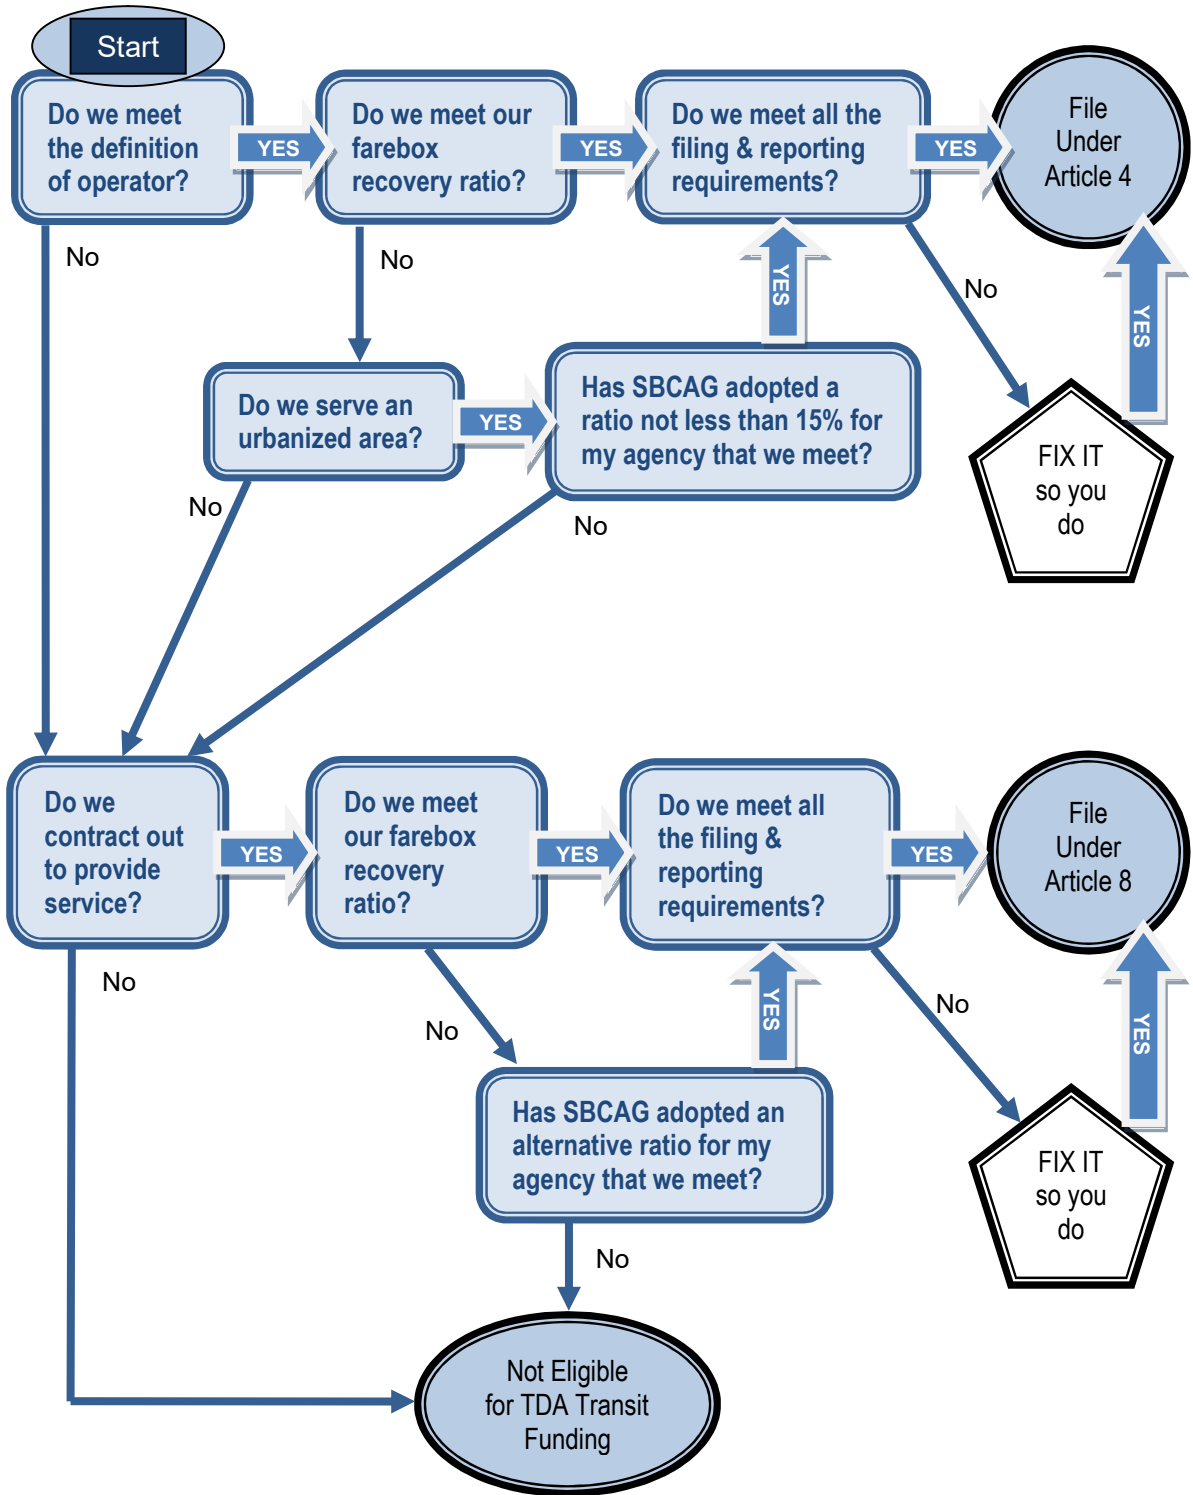 Start
Do we meet
the definition
of operator?
YES
Do we meet our
farebox
recovery ratio?
YES
Do we meet all the
filing & reporting
requirements?
YES
File
Under
Article 4
No
No
YES
No
YES
Do we serve an
urbanized area?
YES
Has SBCAG adopted a
ratio not less than 15% for
my agency that we meet?
FIX IT
so you
do
No
No
Do we
contract out
to provide
service?
YES
Do we meet
our farebox
recovery
ratio?
YES
Do we meet all
the filing &
reporting
requirements?
YES
File
Under
Article 8
No
No
YES
No
YES
Has SBCAG adopted an
alternative ratio for my
agency that we meet?
FIX IT
so you
do
No
Not Eligible
for TDA Transit
Funding